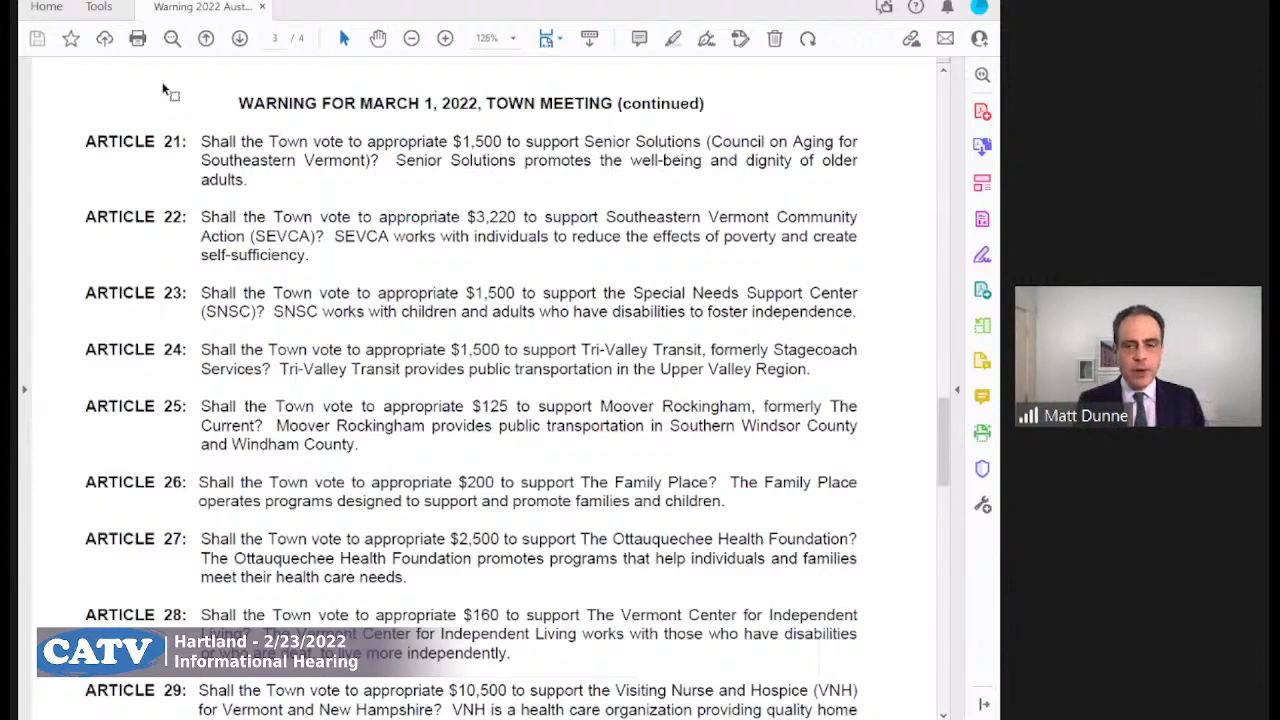 Home Tools Warning 2022 Aust... ×
3 / 4 126%
WARNING FOR MARCH 1, 2022, TOWN MEETING (continued)
ARTICLE 21: Shall the Town vote to appropriate $1,500 to support Senior Solutions (Council on Aging for
Southeastern Vermont)? Senior Solutions promotes the well-being and dignity of older
adults.
ARTICLE 22: Shall the Town vote to appropriate $3,220 to support Southeastern Vermont Community
Action (SEVCA)? SEVCA works with individuals to reduce the effects of poverty and create
self-sufficiency.
ARTICLE 23: Shall the Town vote to appropriate $1,500 to support the Special Needs Support Center
(SNSC)? SNSC works with children and adults who have disabilities to foster independence.
ARTICLE 24: Shall the Town vote to appropriate $1,500 to support Tri-Valley Transit, formerly Stagecoach
Services? Tri-Valley Transit provides public transportation in the Upper Valley Region.
ARTICLE 25: Shall the Town vote to appropriate $125 to support Moover Rockingham, formerly The
Current? Moover Rockingham provides public transportation in Southern Windsor County
and Windham County.
ARTICLE 26: Shall the Town vote to appropriate $200 to support The Family Place? The Family Place
operates programs designed to support and promote families and children.
ARTICLE 27: Shall the Town vote to appropriate $2,500 to support The Ottauquechee Health Foundation?
The Ottauquechee Health Foundation promotes programs that help individuals and families
meet their health care needs.
ARTICLE 28: Shall the Town vote to appropriate $160 to support The Vermont Center for Independent
Living? The Vermont Center for Independent Living works with those who have disabilities
or who are deaf, to live more independently.
ARTICLE 29: Shall the Town vote to appropriate $10,500 to support the Visiting Nurse and Hospice (VNH)
for Vermont and New Hampshire? VNH is a health care organization providing quality home
Matt Dunne
CATV
Hartland - 2/23/2022
Informational Hearing